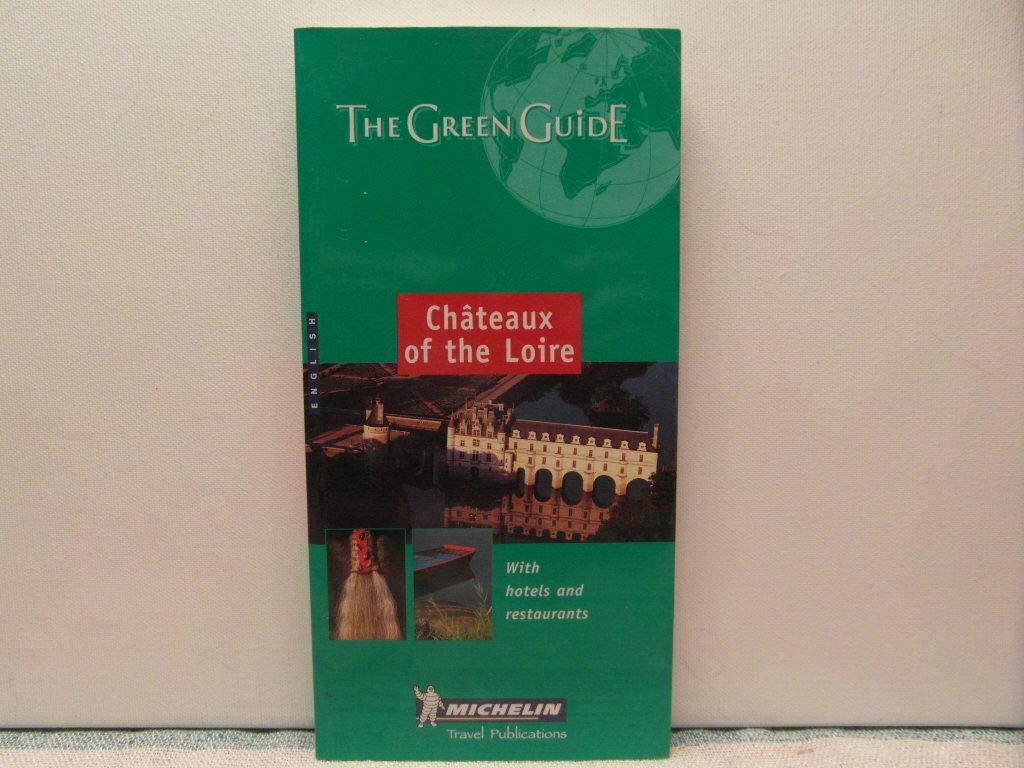 THE GREEN GUiDE
Châteaux
of the Loire
ENGLISH
With
hotels and
restaurants
MICHELIN
Travel Publications